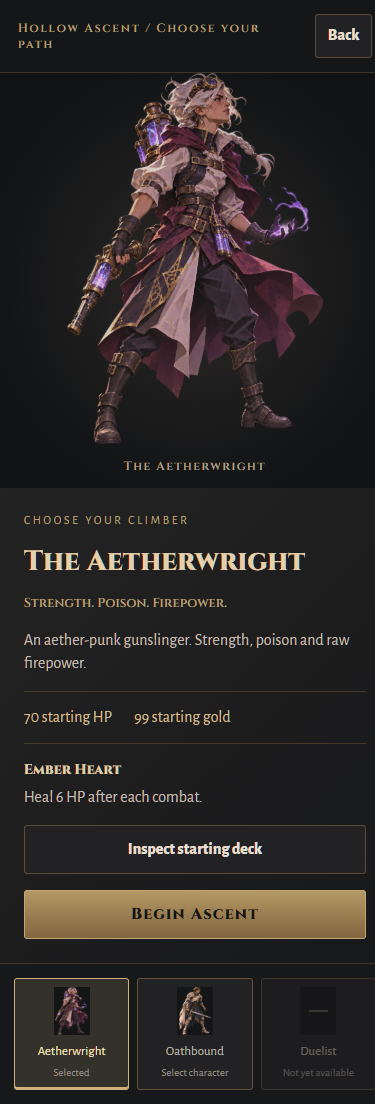 Hollow Ascent / Choose your
path
Back
The Aetherwright
CHOOSE YOUR CLIMBER
The Aetherwright
Strength. Poison. Firepower.
An aether-punk gunslinger. Strength, poison and raw
firepower.
70 starting HP 99 starting gold
Ember Heart
Heal 6 HP after each combat.
Inspect starting deck
Begin Ascent
Aetherwright
Selected
Oathbound
Select character
Duelist
Not yet available